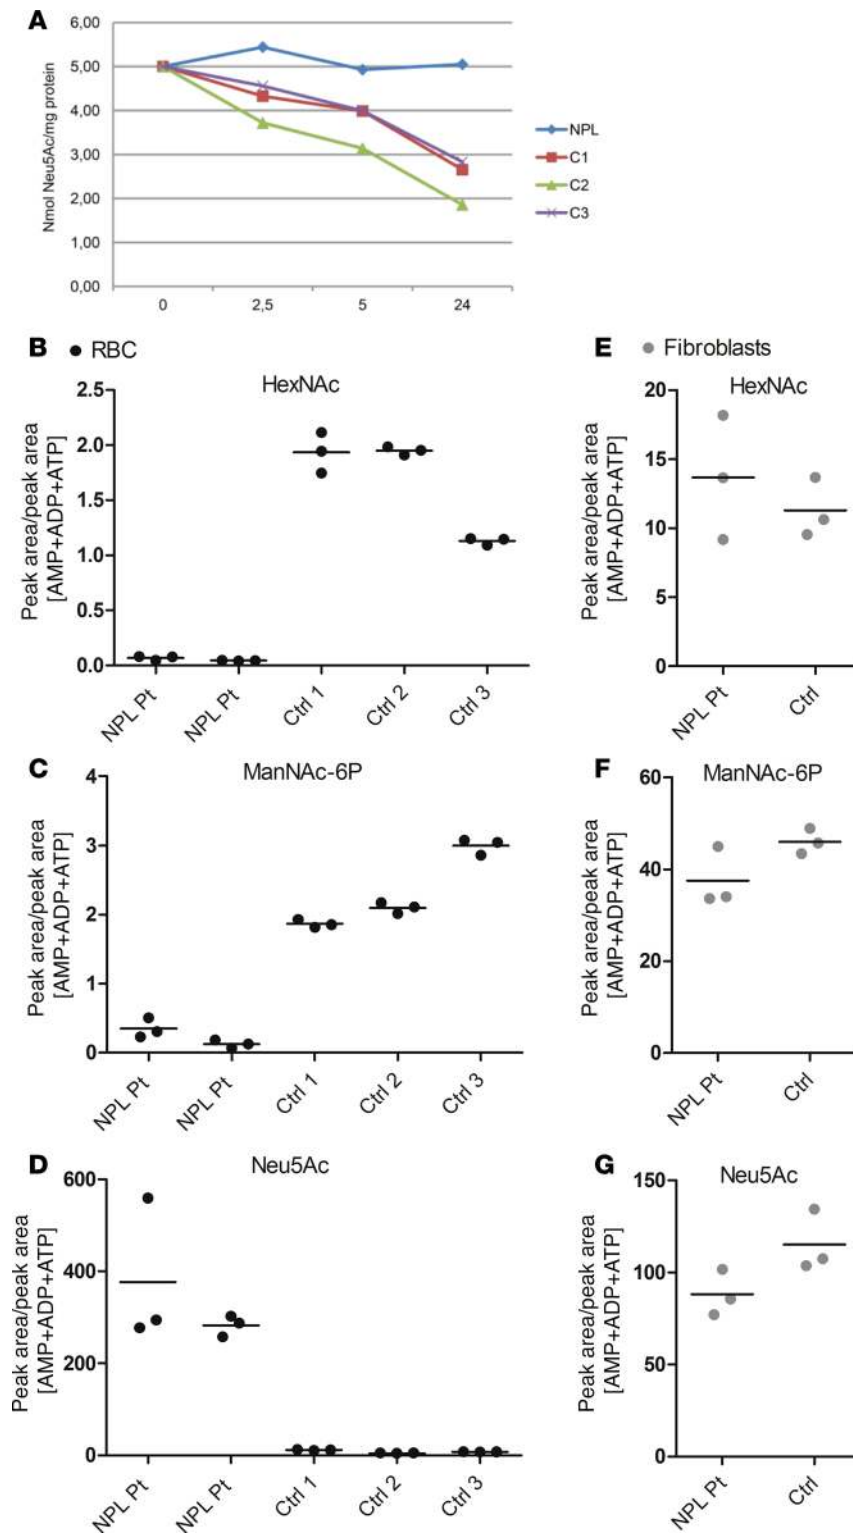 A
6,00
5,00
4,00
3,00
2,00
1,00
0,00
Nmol Neu5Ac/mg protein
0 2,5 5 24
NPL
C1
C2
C3
B RBC
HexNAc
Peak area/peak area
[AMP+ADP+ATP]
2.5
2.0
1.5
1.0
0.5
0.0
NPL Pt NPL Pt Ctrl 1 Ctrl 2 Ctrl 3
E Fibroblasts
HexNAc
Peak area/peak area
[AMP+ADP+ATP]
20
15
10
5
0
NPL Pt Ctrl
C
ManNAc-6P
Peak area/peak area
[AMP+ADP+ATP]
4
3
2
1
0
NPL Pt NPL Pt Ctrl 1 Ctrl 2 Ctrl 3
F
ManNAc-6P
Peak area/peak area
[AMP+ADP+ATP]
60
40
20
0
NPL Pt Ctrl
D
Neu5Ac
Peak area/peak area
[AMP+ADP+ATP]
600
400
200
0
NPL Pt NPL Pt Ctrl 1 Ctrl 2 Ctrl 3
G
Neu5Ac
Peak area/peak area
[AMP+ADP+ATP]
150
100
50
0
NPL Pt Ctrl